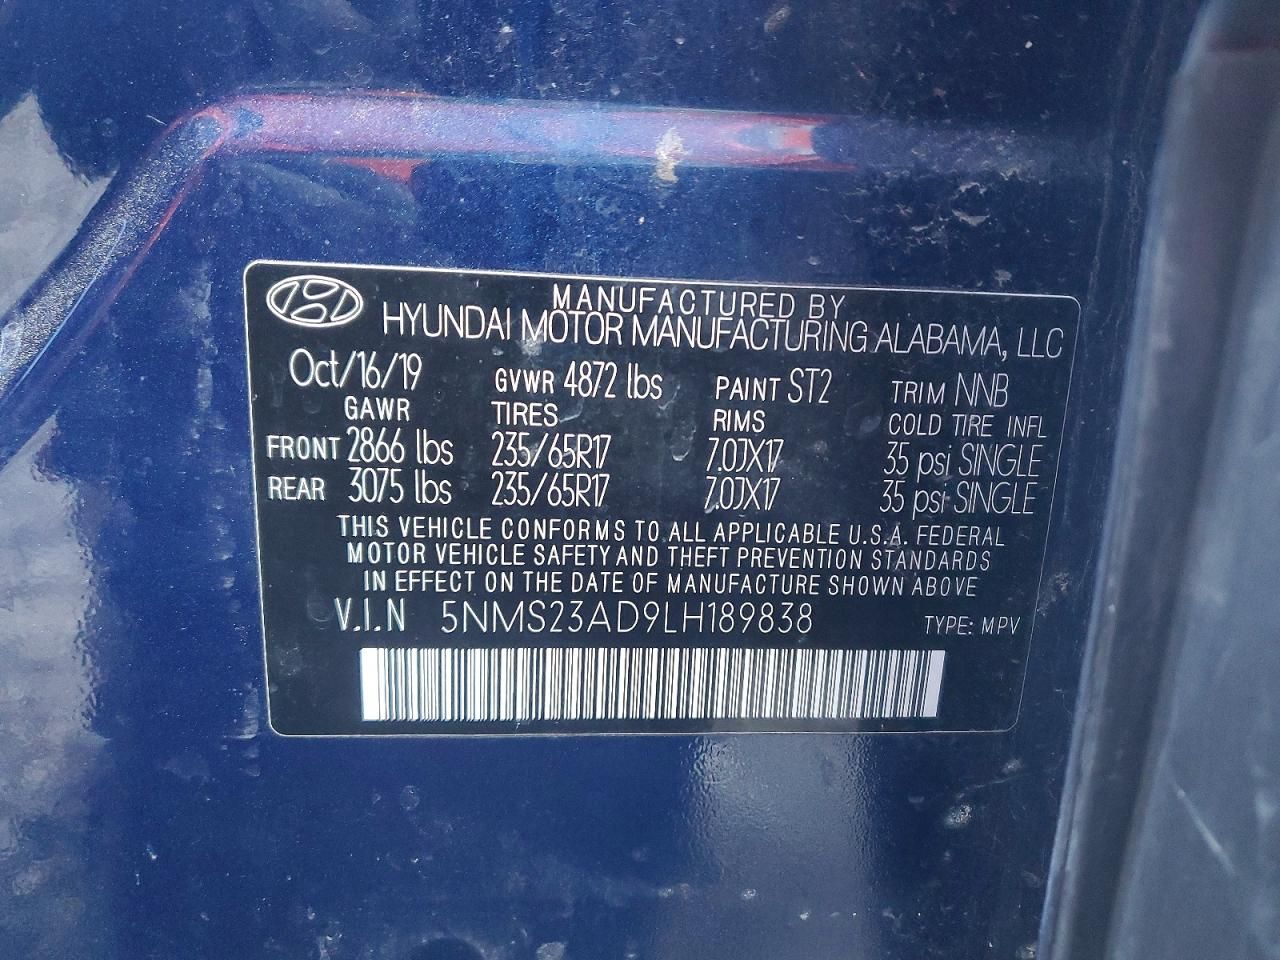 MANUFACTURED BY
HYUNDAI MOTOR MANUFACTURING ALABAMA, LLC
Oct/16/19 GVWR 4872 lbs PAINT ST2 TRIM NNB
GAWR TIRES RIMS COLD TIRE INFL
FRONT 2866 lbs 235/65R17 7.0JX17 35 psi SINGLE
REAR 3075 lbs 235/65R17 7.0JX17 35 psi SINGLE
THIS VEHICLE CONFORMS TO ALL APPLICABLE U.S.A. FEDERAL
MOTOR VEHICLE SAFETY AND THEFT PREVENTION STANDARDS
IN EFFECT ON THE DATE OF MANUFACTURE SHOWN ABOVE
V.I.N 5NMS23AD9LH189838 TYPE: MPV